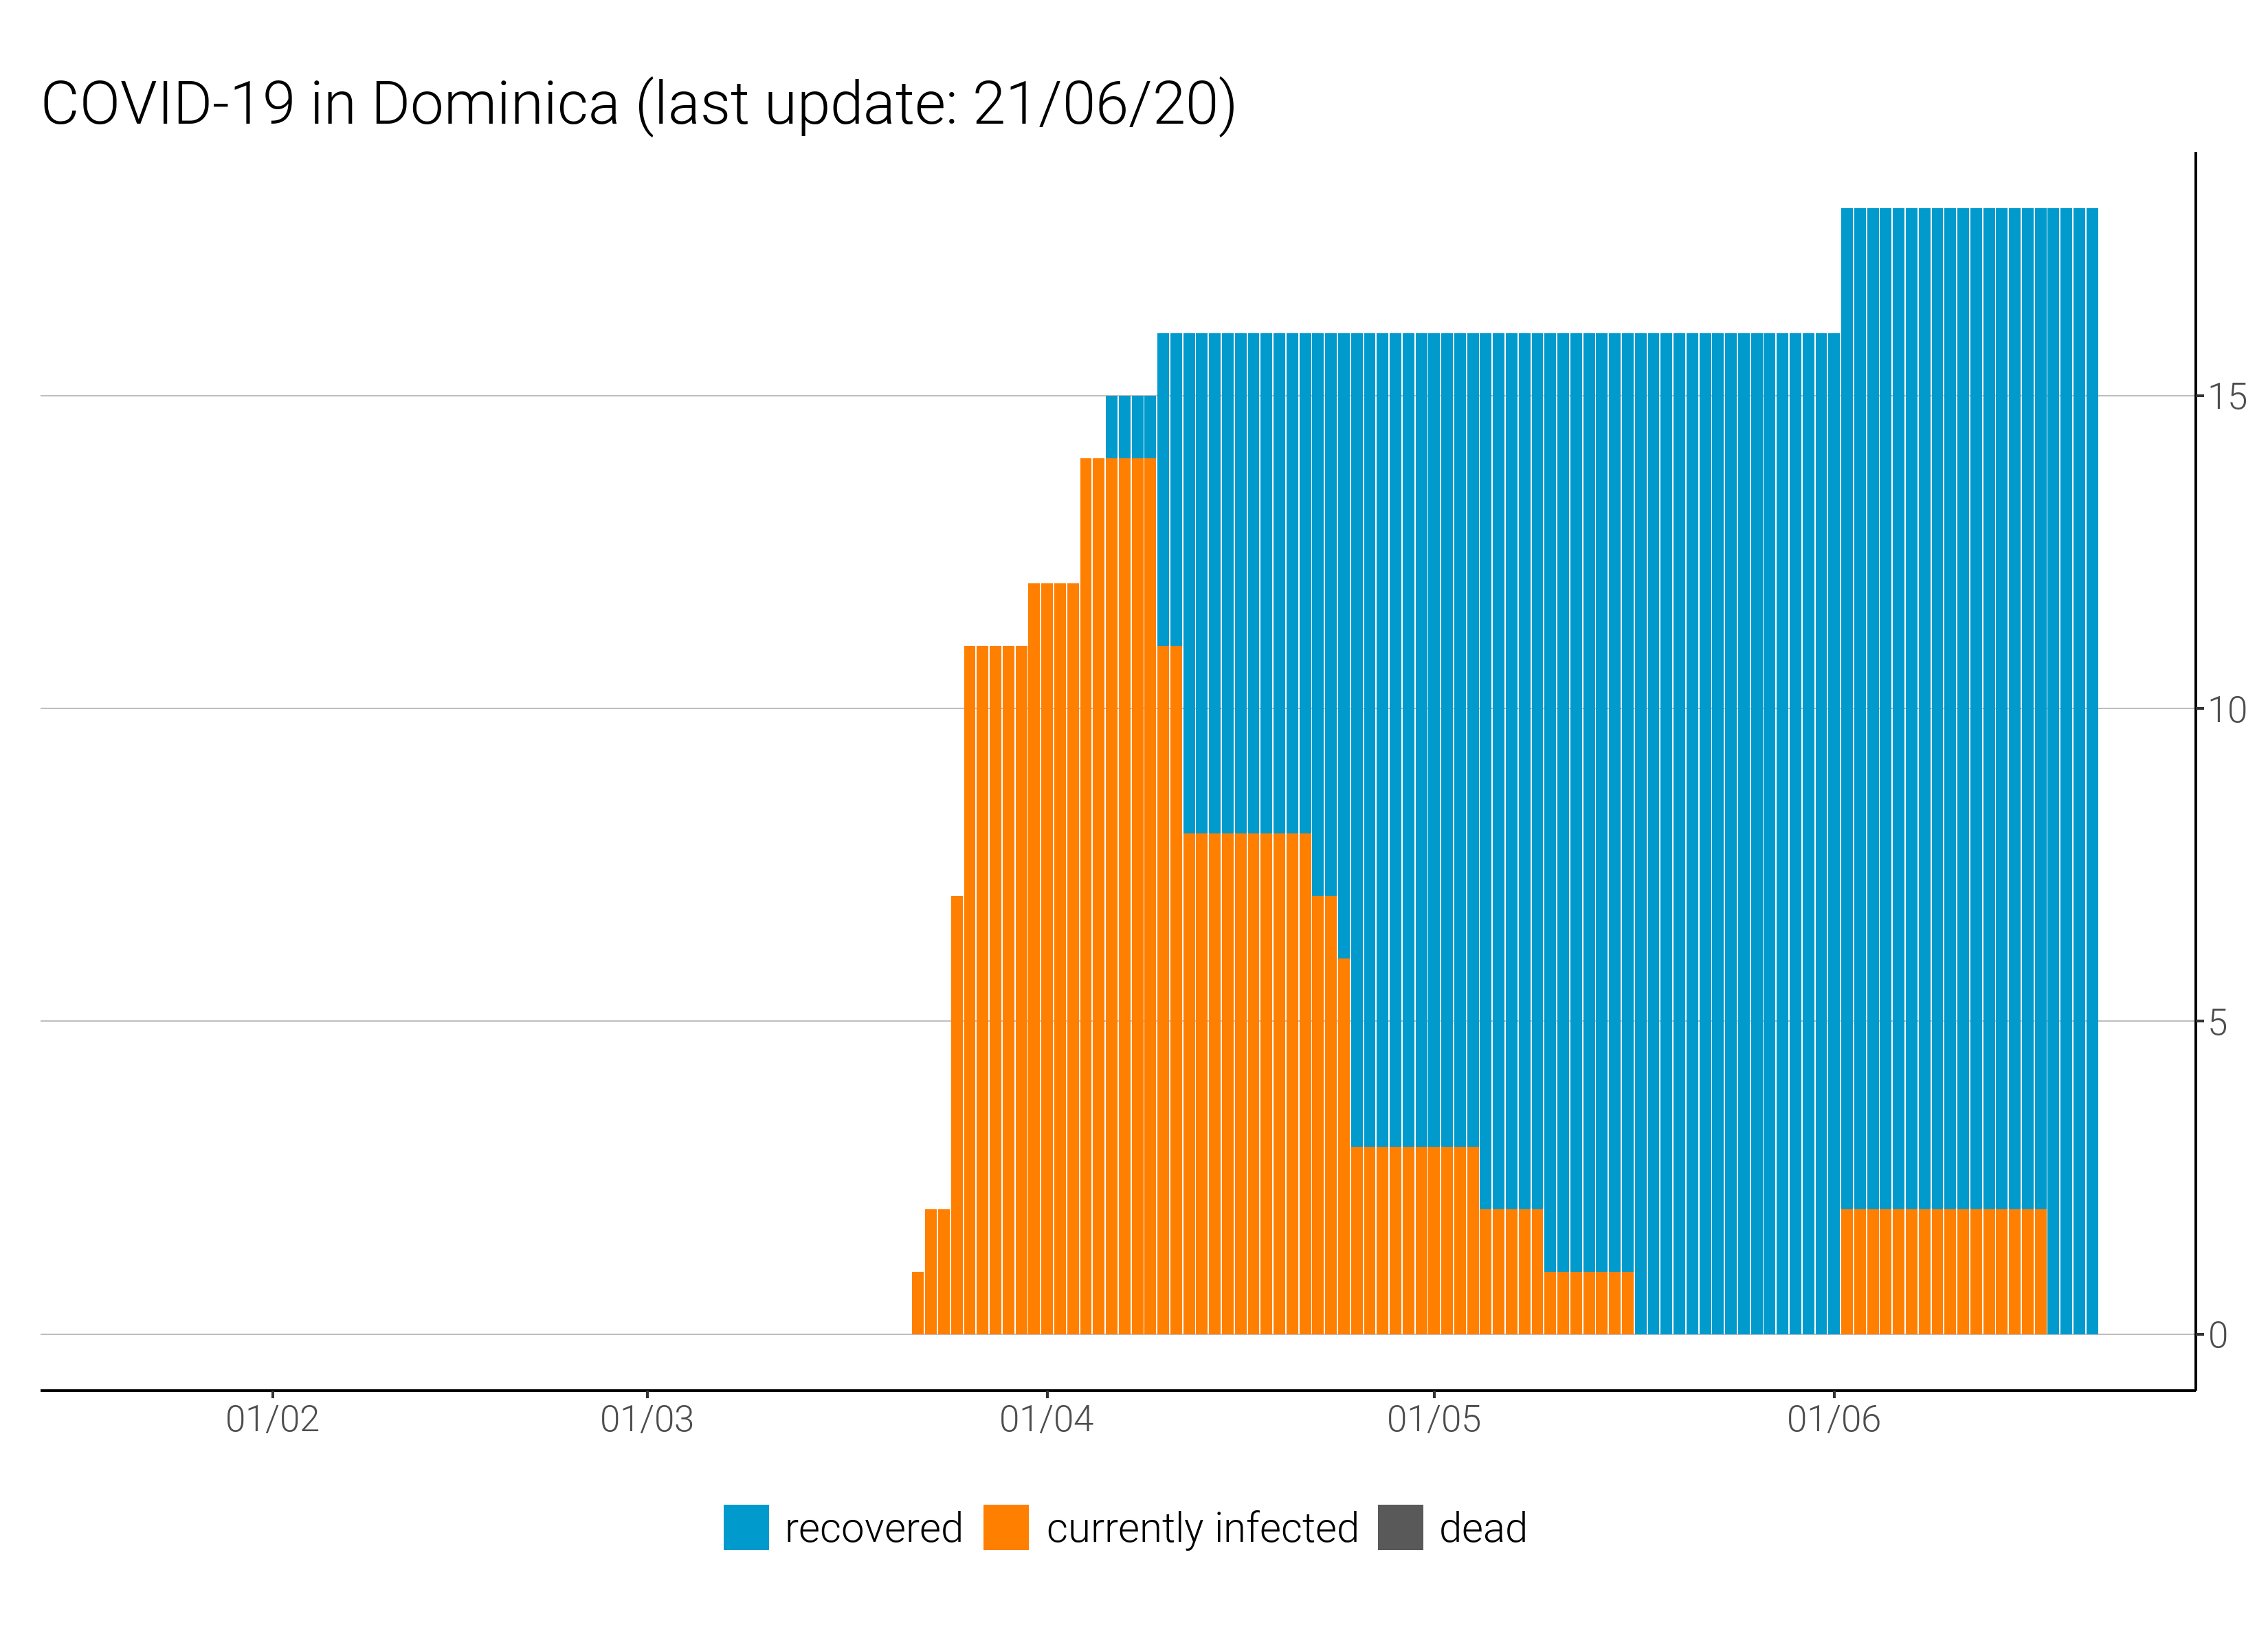 COVID-19 in Dominica (last update: 21/06/20)
15
10
5
0
01/02 01/03 01/04 01/05 01/06
recovered currently infected dead